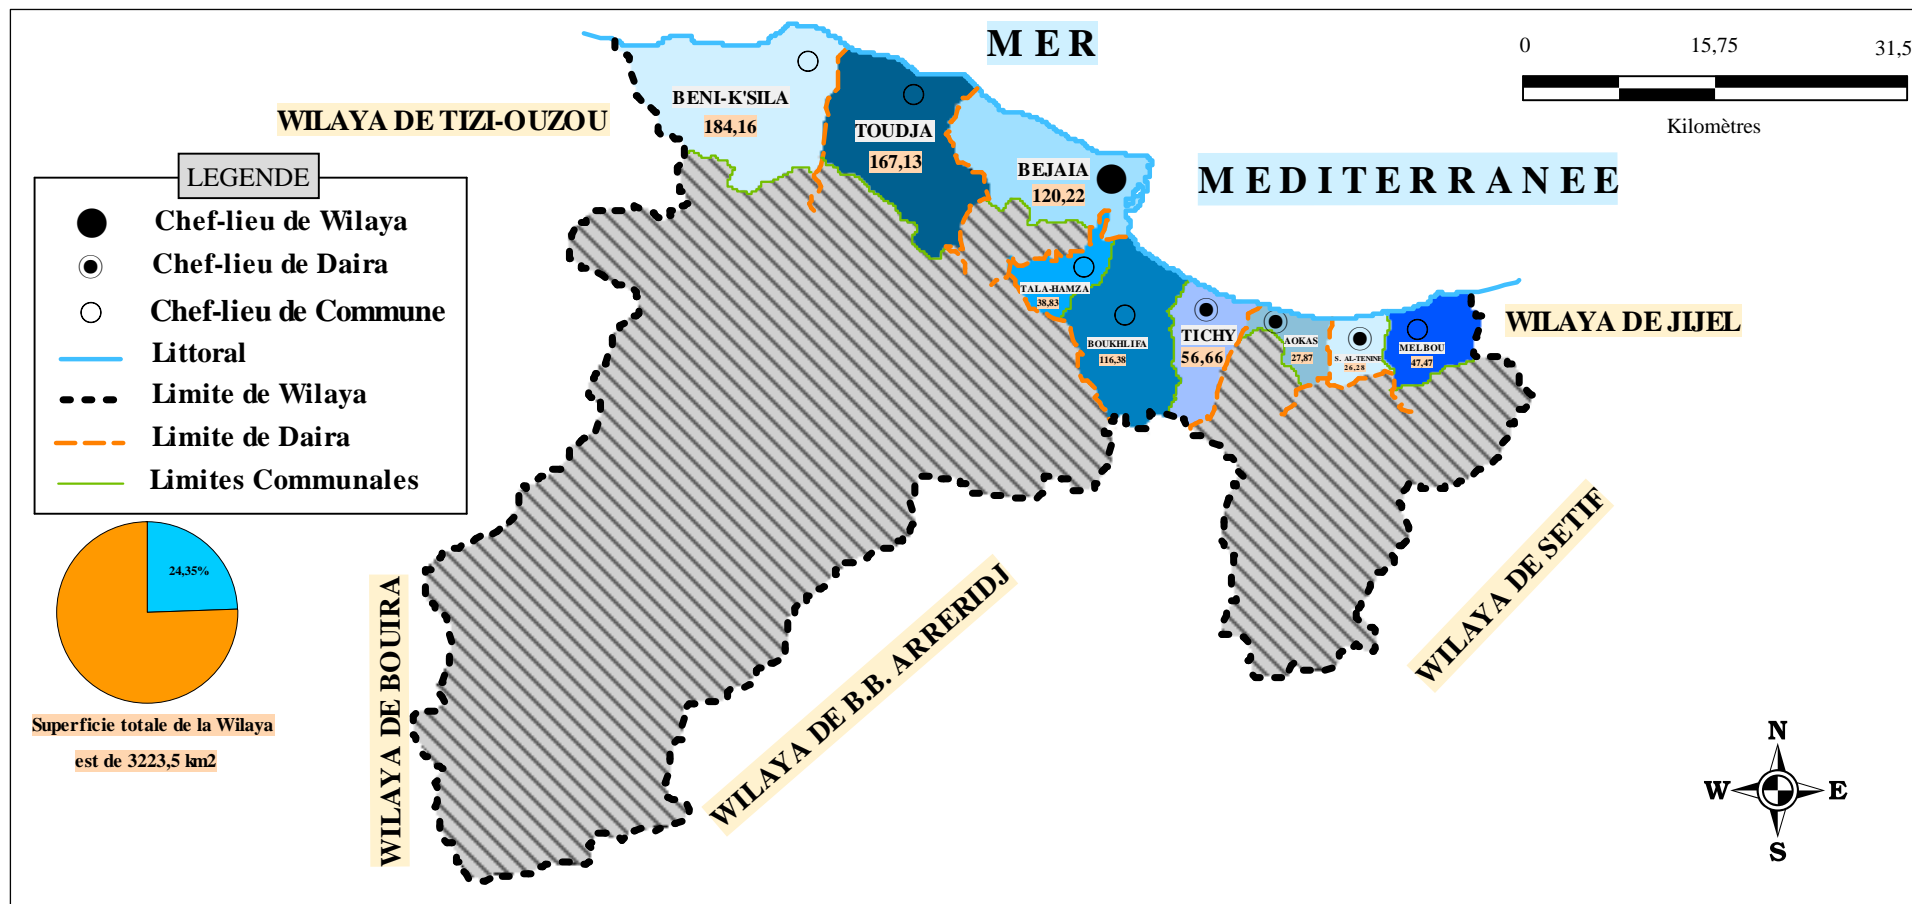 MER
MEDITERRANEE
0 15,75 31,5
Kilomètres
WILAYA DE TIZI-OUZOU
BENI-K'SILA
184,16
TOUDJA
167,13
BEJAIA
120,22
TALA-HAMZA
38,83
BOUKHLIFA
116,38
TICHY
56,66
AOKAS
27,87
S. AL-TENINE
26,28
MELBOU
47,47
WILAYA DE JIJEL
LEGENDE
Chef-lieu de Wilaya
Chef-lieu de Daira
Chef-lieu de Commune
Littoral
Limite de Wilaya
Limite de Daira
Limites Communales
24,35%
Superficie totale de la Wilaya
est de 3223,5 km2
WILAYA DE BOUIRA
WILAYA DE B.B. ARRERIDJ
WILAYA DE SETIF
N
W E
S